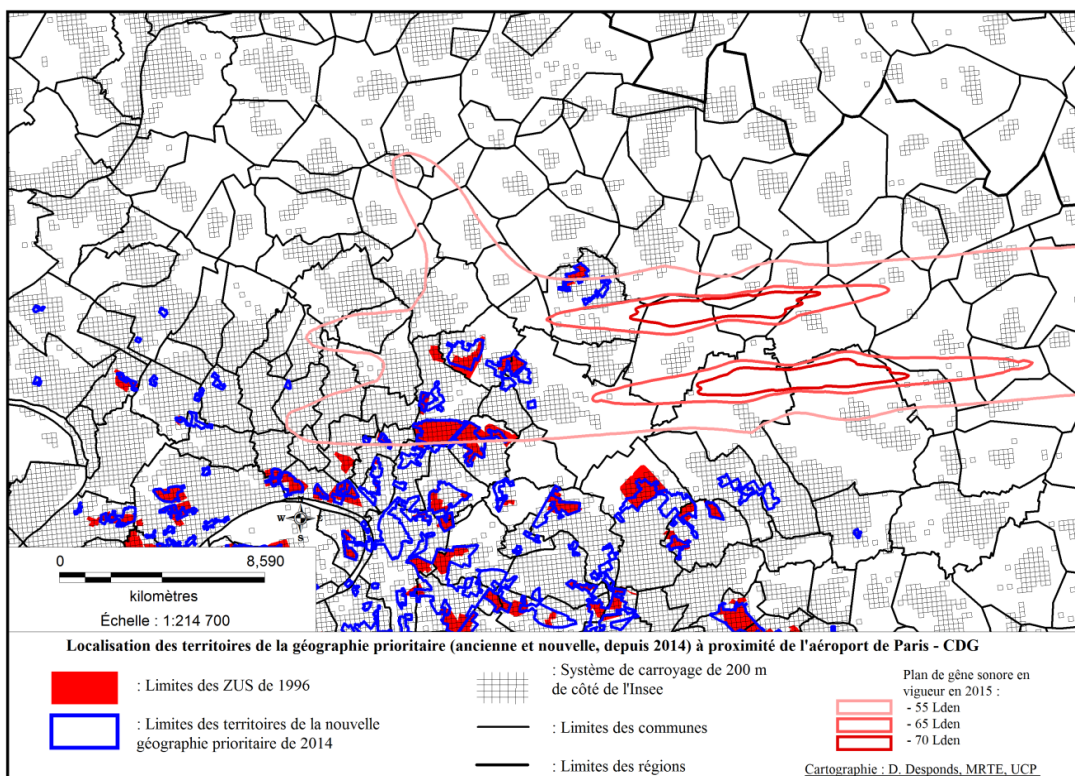 W
S
0 8,590
kilomètres
Échelle : 1:214 700
Localisation des territoires de la géographie prioritaire (ancienne et nouvelle, depuis 2014) à proximité de l'aéroport de Paris - CDG
: Limites des ZUS de 1996
: Limites des territoires de la nouvelle
géographie prioritaire de 2014
: Système de carroyage de 200 m
de côté de l'Insee
: Limites des communes
: Limites des régions
Plan de gêne sonore en
vigueur en 2015 :
- 55 Lden
- 65 Lden
- 70 Lden
Cartographie : D. Desponds, MRTE, UCP